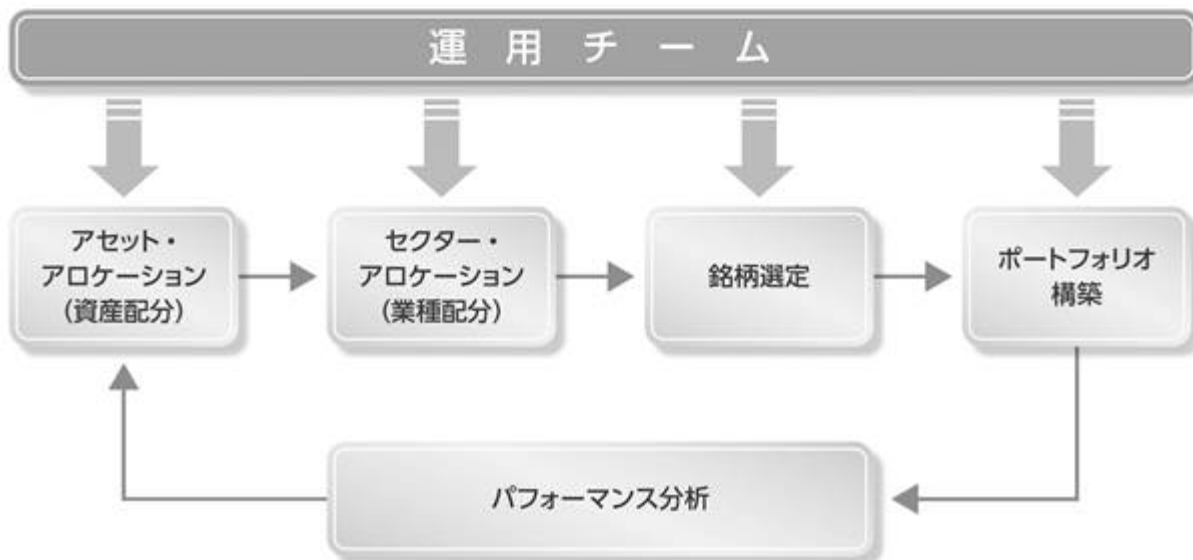 運用チーム
アセット・
アロケーション
(資産配分)
セクター・
アロケーション
(業種配分)
銘柄選定
ポートフォリオ
構築
パフォーマンス分析